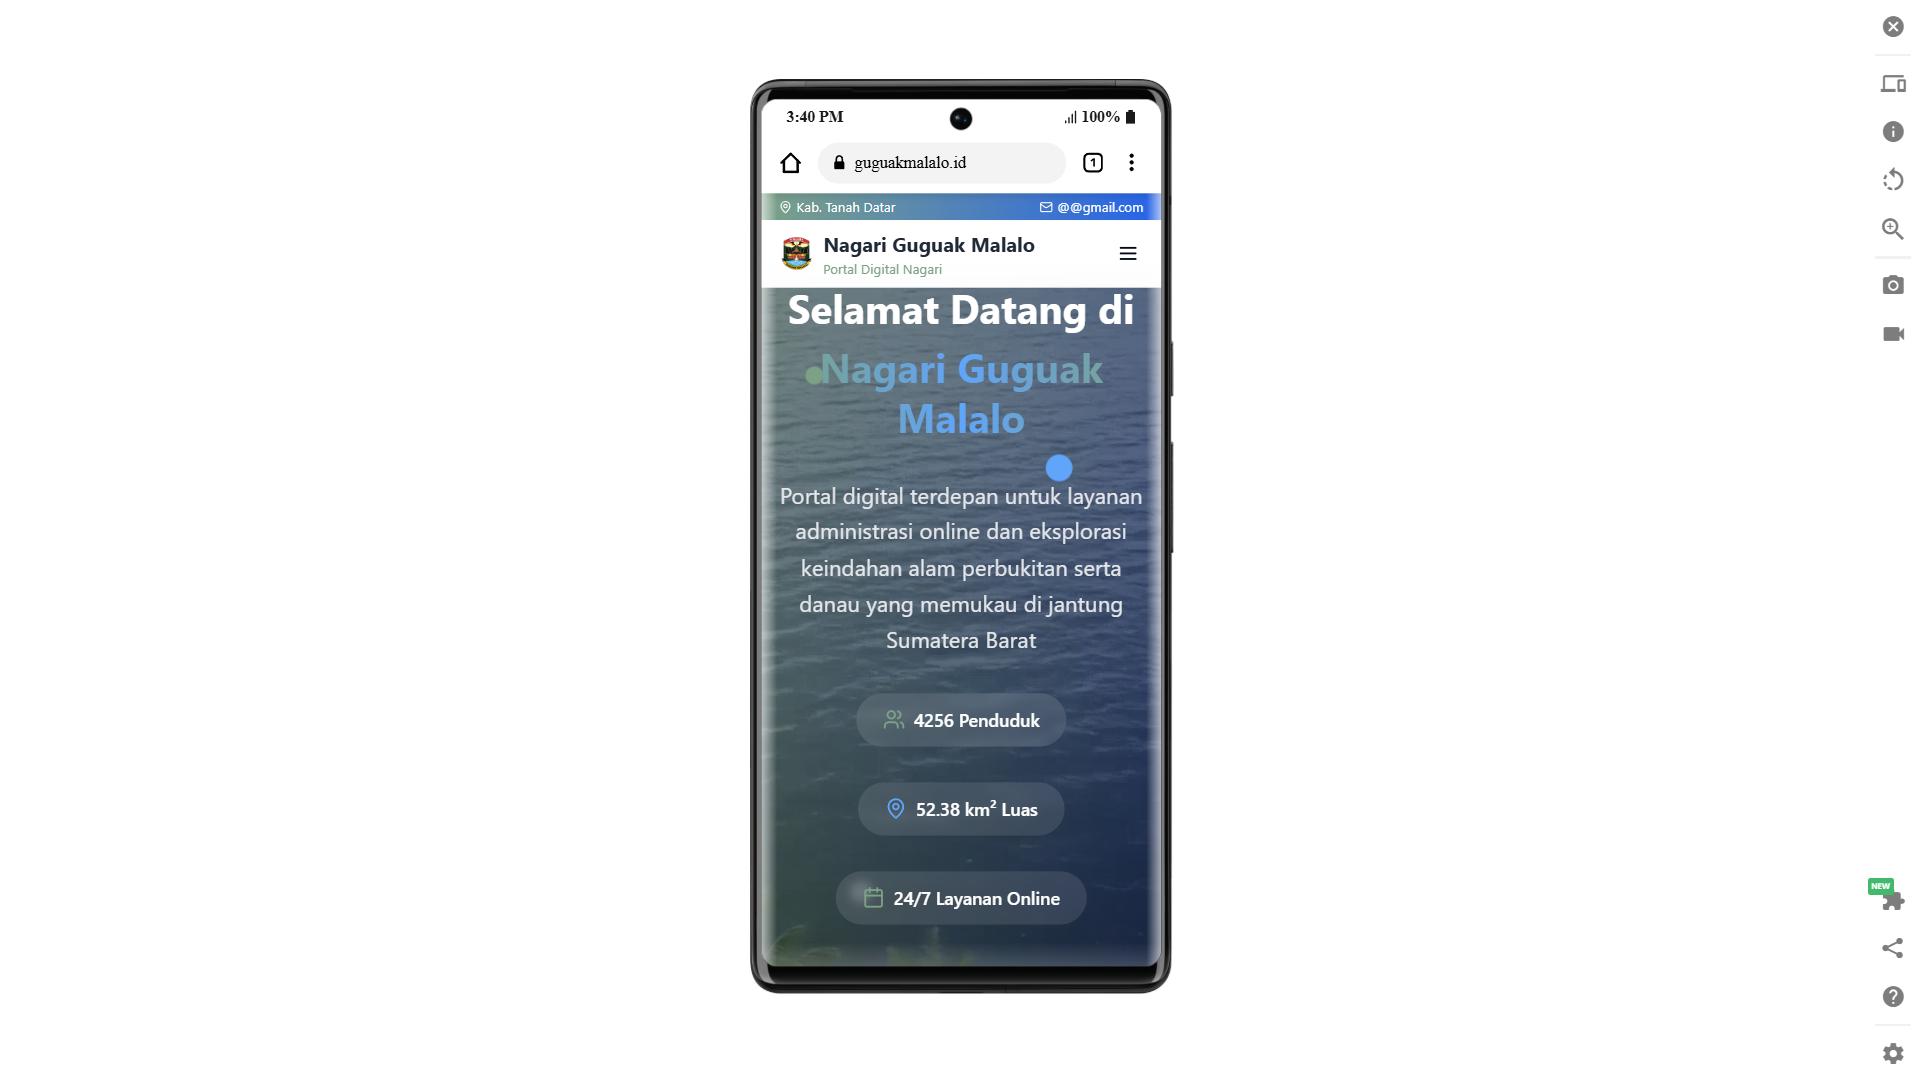 3:40 PM
100%
guguakmalalo.id
1
Kab. Tanah Datar
@@gmail.com
Nagari Guguak Malalo
Portal Digital Nagari
Selamat Datang di
Nagari Guguak
Malalo
Portal digital terdepan untuk layanan
administrasi online dan eksplorasi
keindahan alam perbukitan serta
danau yang memukau di jantung
Sumatera Barat
4256 Penduduk
52.38 km² Luas
24/7 Layanan Online
NEW